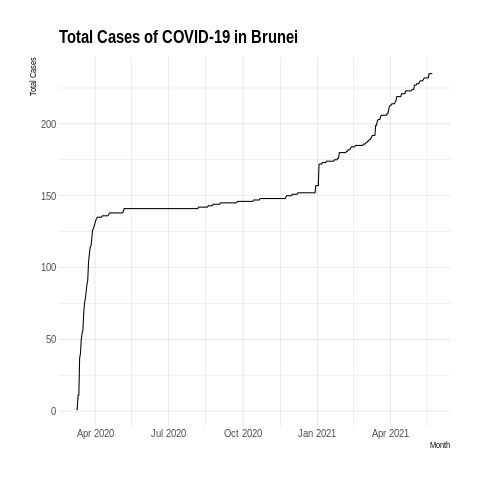 Total Cases of COVID-19 in Brunei
Total Cases
200
150
100
50
0
Apr 2020 Jul 2020 Oct 2020 Jan 2021 Apr 2021
Month